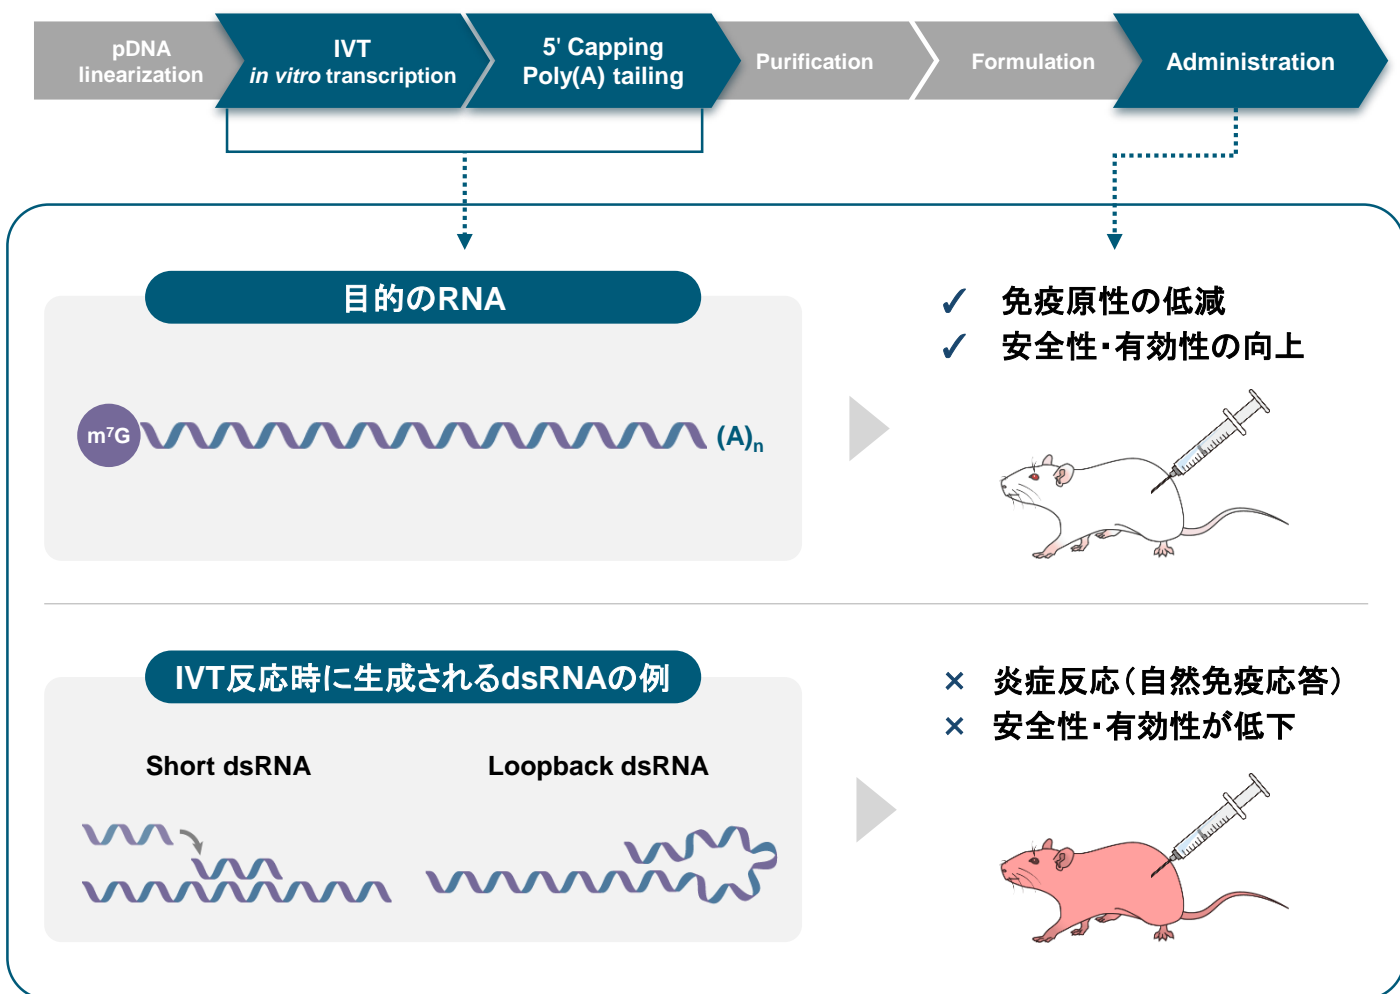 pDNA
linearization
IVT
in vitro transcription
5' Capping
Poly(A) tailing
Purification
Formulation
Administration
目的のRNA
m⁷G
(A)n
✓ 免疫原性の低減
✓ 安全性・有効性の向上
IVT反応時に生成されるdsRNAの例
Short dsRNA
Loopback dsRNA
× 炎症反応（自然免疫応答）
× 安全性・有効性が低下